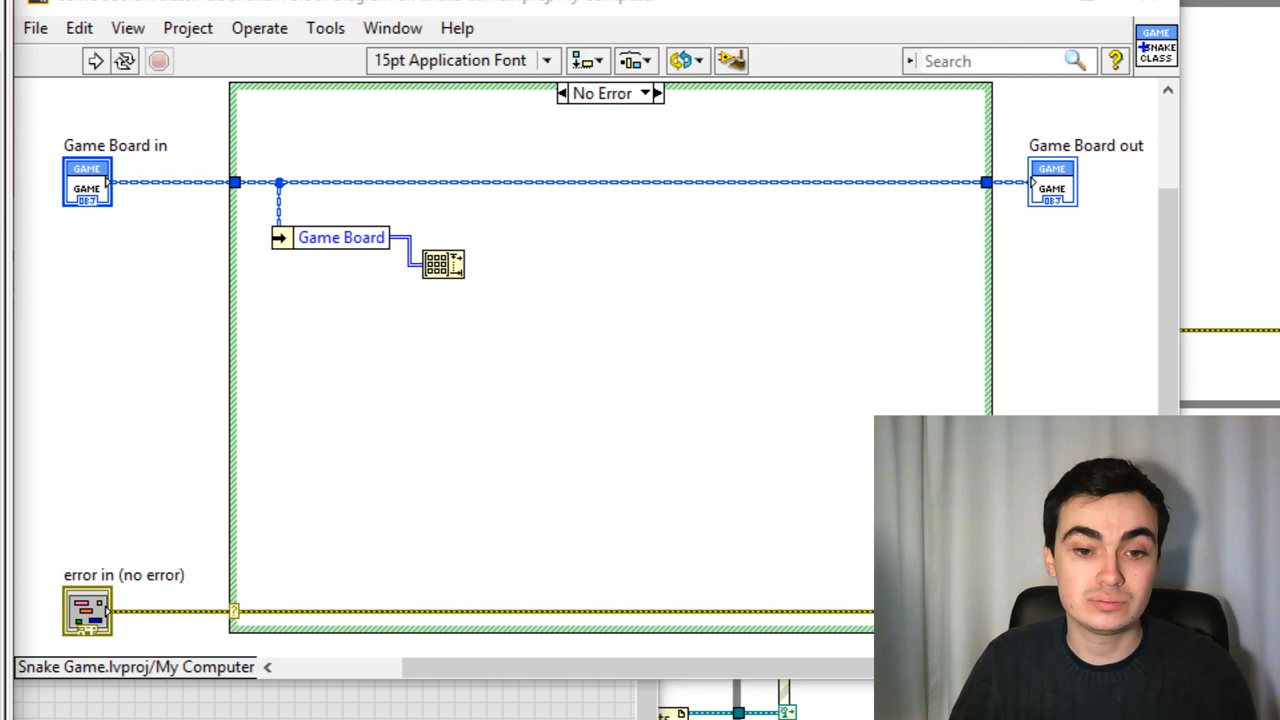 File Edit View Project Operate Tools Window Help
15pt Application Font
Search
GAME
SNAKE
CLASS
No Error
Game Board in
GAME
GAME
OBJ
Game Board out
GAME
GAME
OBJ
Game Board
error in (no error)
?
Snake Game.lvproj/My Computer